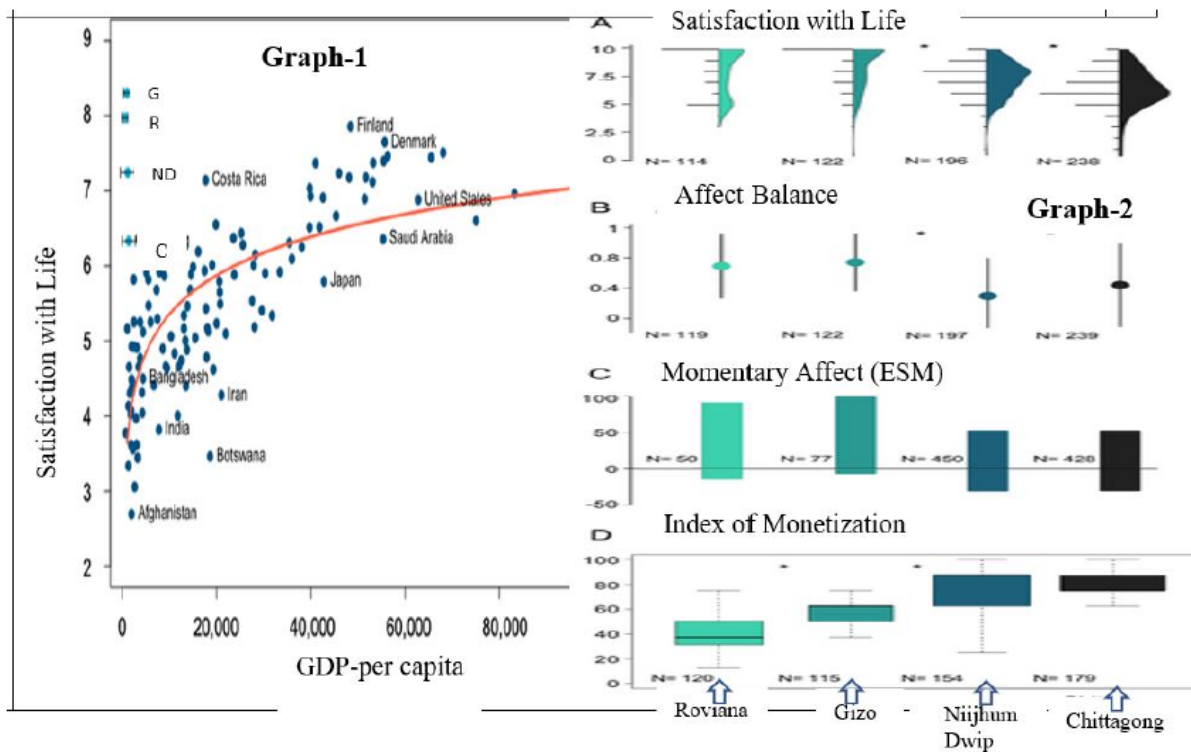 Graph-1
9
8
7
6
5
4
3
2
Satisfaction with Life
G
R
ND
C
Finland
Denmark
Costa Rica
United States
Saudi Arabia
Japan
Bangladesh
Iran
India
Botswana
Afghanistan
0 20,000 40,000 60,000 80,000
GDP-per capita
A Satisfaction with Life
10
7.5
5
2.5
0
N= 114 N= 122 N= 196 N= 238
B Affect Balance
Graph-2
1
0.8
0.4
0
N= 119 N= 122 N= 197 N= 239
C Momentary Affect (ESM)
100
50
0
-50
N= 50 N= 77 N= 450 N= 428
D Index of Monetization
100
80
60
40
20
0
N= 120 N= 115 N= 154 N= 179
Roviana Gizo Niijhum Chittagong
Dwip